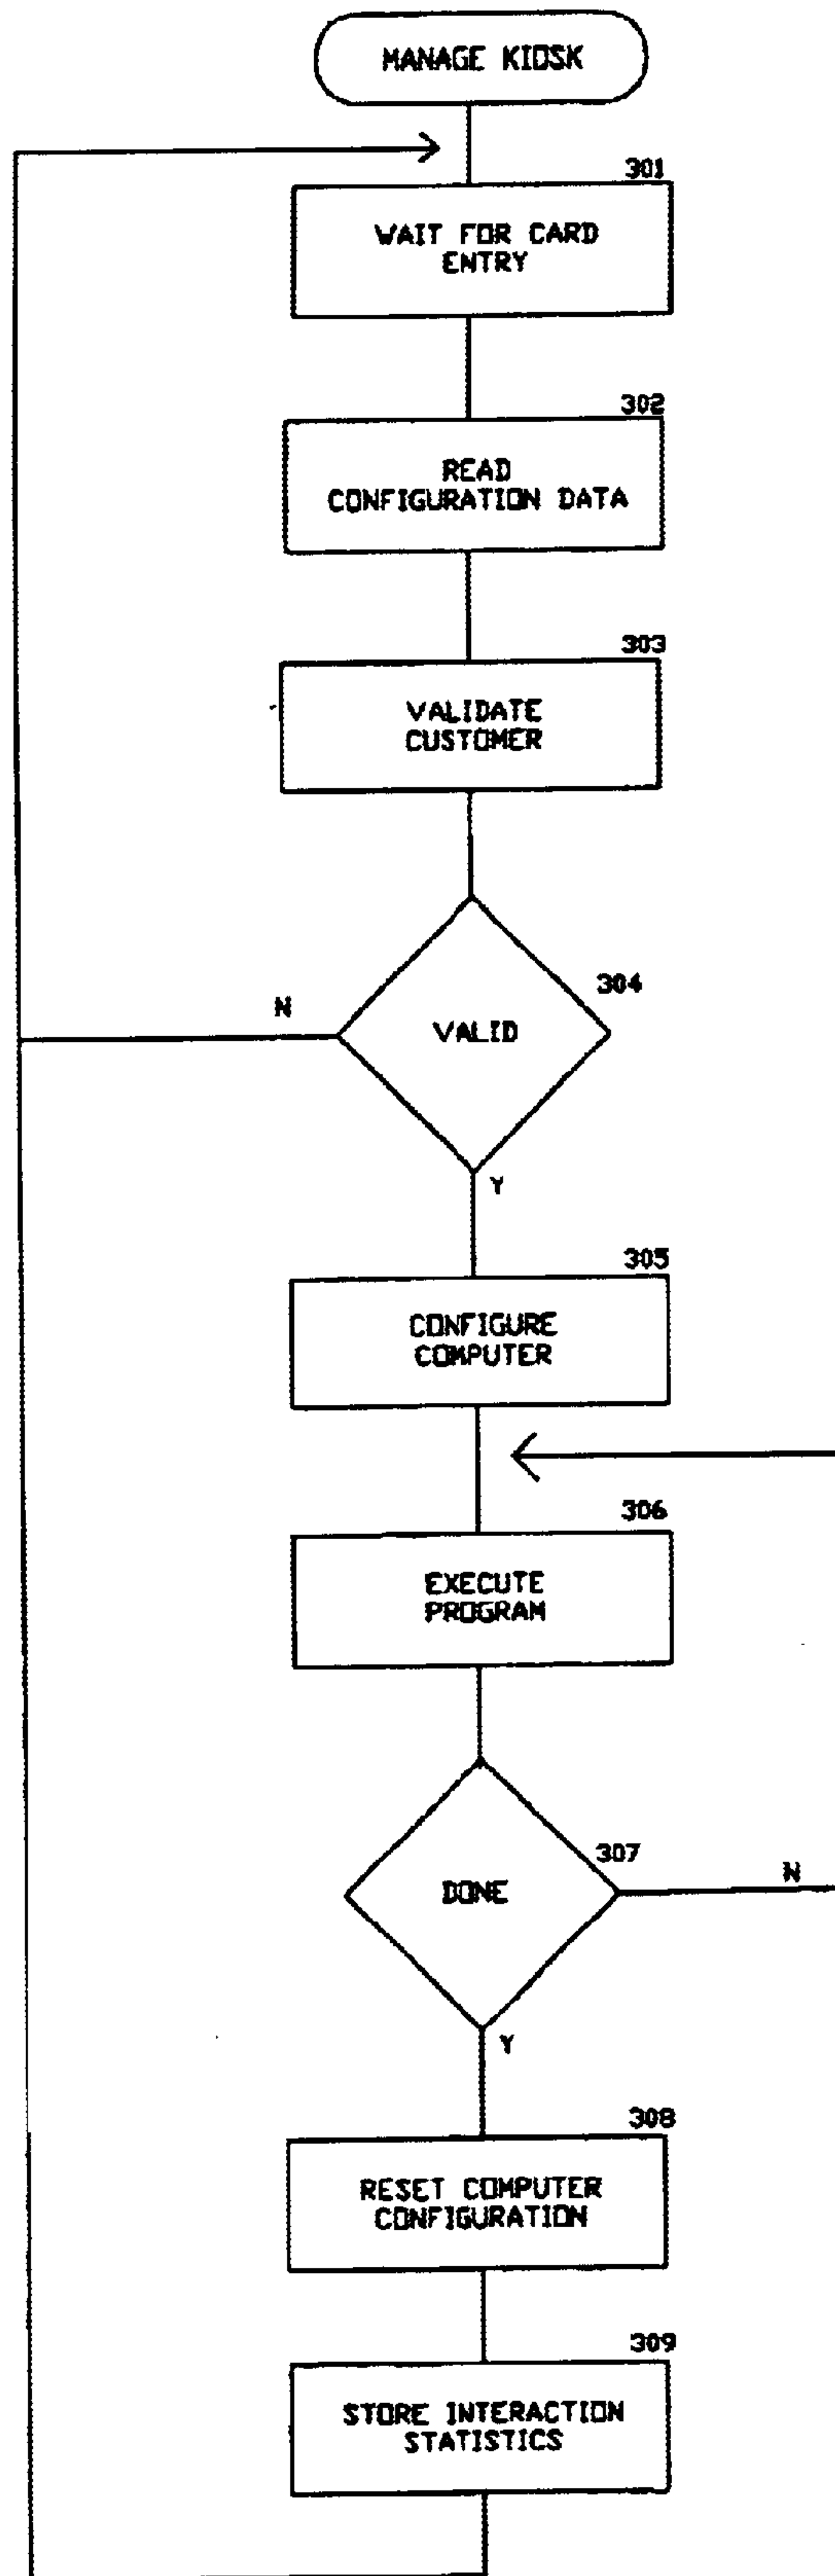 MANAGE KIOSK
301
WAIT FOR CARD
ENTRY
302
READ
CONFIGURATION DATA
303
VALIDATE
CUSTOMER
304
N
VALID
Y
305
CONFIGURE
COMPUTER
306
EXECUTE
PROGRAM
307
N
DONE
Y
308
RESET COMPUTER
CONFIGURATION
309
STORE INTERACTION
STATISTICS